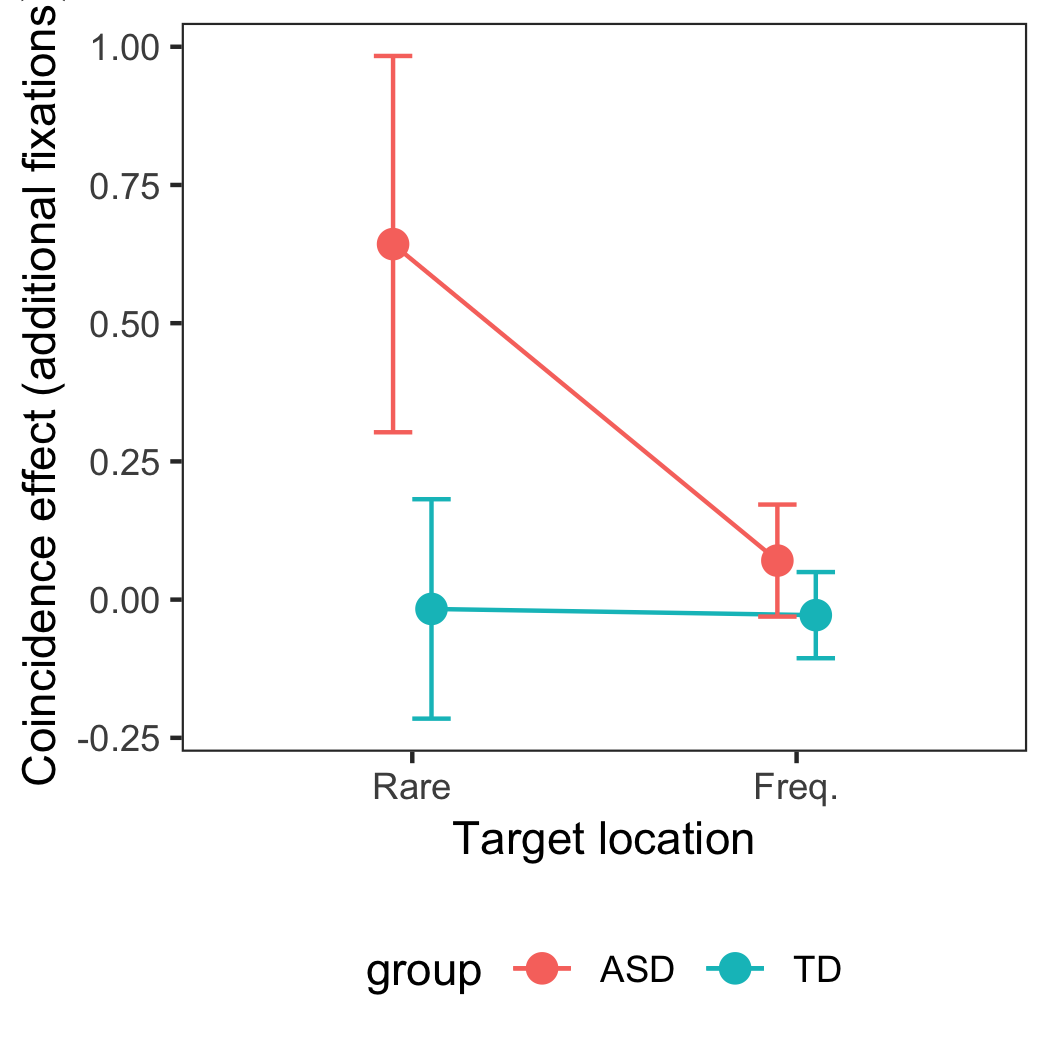 Coincidence effect (additional fixations)
1.00
0.75
0.50
0.25
0.00
-0.25
Rare Freq.
Target location
group ASD TD